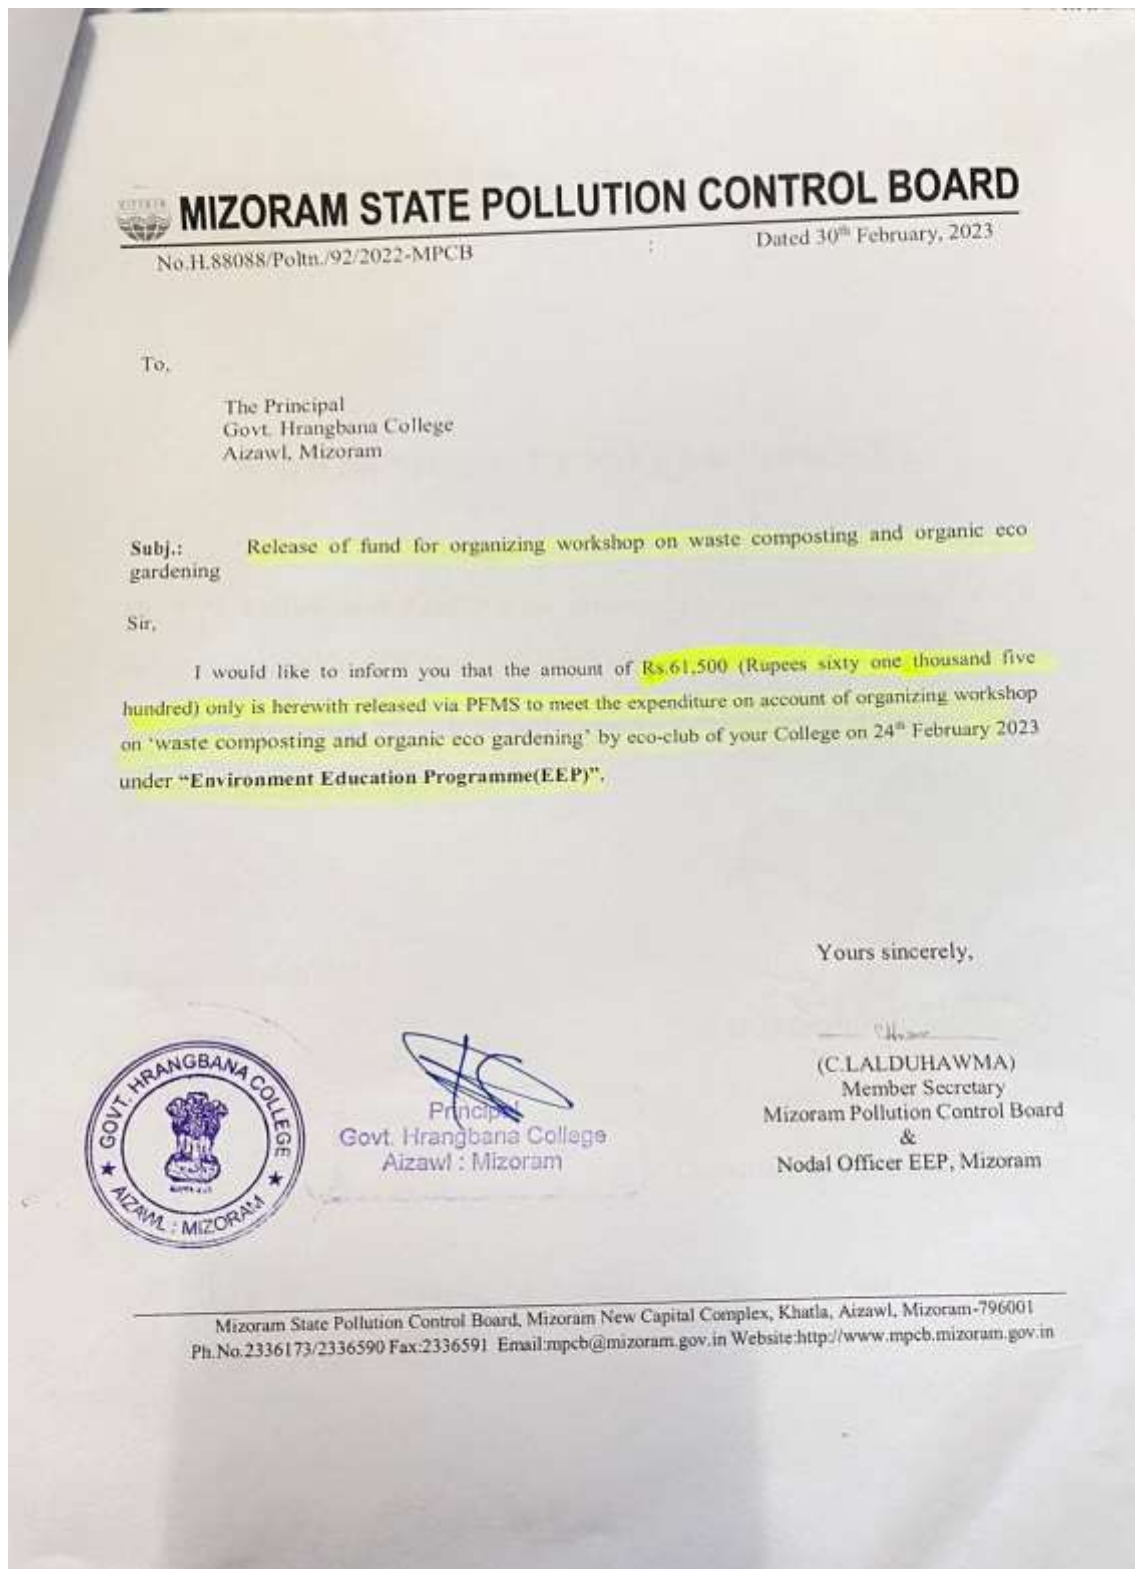 MIZORAM STATE POLLUTION CONTROL BOARD
No.H.88088/Poltn./92/2022-MPCB : Dated 30th February, 2023
To,
The Principal
Govt. Hrangbana College
Aizawl, Mizoram
Subj.: Release of fund for organizing workshop on waste composting and organic eco
gardening
Sir,
I would like to inform you that the amount of Rs.61,500 (Rupees sixty one thousand five
hundred) only is herewith released via PFMS to meet the expenditure on account of organizing workshop
on ‘waste composting and organic eco gardening’ by eco-club of your College on 24th February 2023
under “Environment Education Programme(EEP)”.
Yours sincerely,
(C.LALDUHAWMA)
Member Secretary
Mizoram Pollution Control Board
&
Nodal Officer EEP, Mizoram
GOVT. HRANGBANA COLLEGE
★ AIZAWL : MIZORAM ★
Principal
Govt. Hrangbana College
Aizawl : Mizoram
Mizoram State Pollution Control Board, Mizoram New Capital Complex, Khatla, Aizawl, Mizoram-796001
Ph.No.2336173/2336590 Fax:2336591 Email:mpcb@mizoram.gov.in Website:http://www.mpcb.mizoram.gov.in